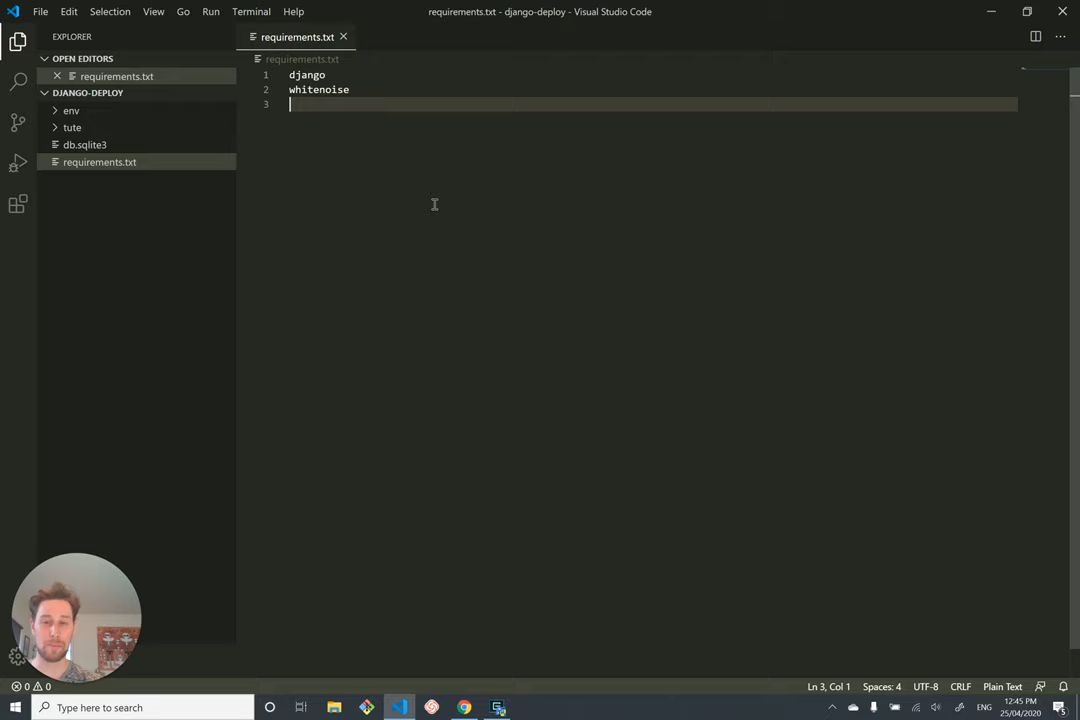 File Edit Selection View Go Run Terminal Help
requirements.txt - django-deploy - Visual Studio Code
EXPLORER
OPEN EDITORS
requirements.txt
DJANGO-DEPLOY
env
tute
db.sqlite3
requirements.txt
requirements.txt
requirements.txt
1 django
2 whitenoise
3
0 0
Ln 3, Col 1 Spaces: 4 UTF-8 CRLF Plain Text
Type here to search
ENG
12:45 PM
25/04/2020
5